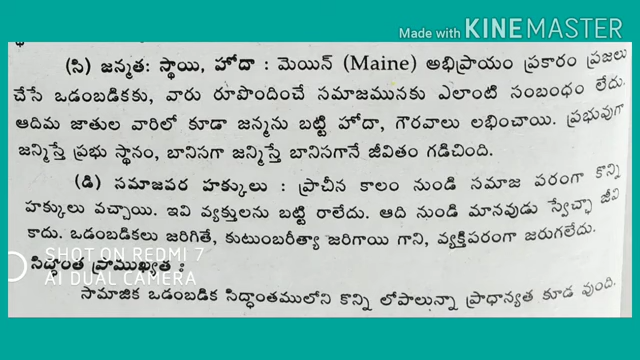 Made with KINEMASTER
(సి) జన్మతః స్థాయి, హోదా : మెయిన్ (Maine) అభిప్రాయం ప్రకారం ప్రజలు
చేసే ఒడంబడికకు, వారు రూపొందించే సమాజమునకు ఎలాంటి సంబంధం లేదు.
ఆదిమ జాతుల వారిలో కూడా జన్మను బట్టి హోదా, గౌరవాలు లభించాయి. ప్రభువుగా
జన్మిస్తే ప్రభు స్థానం, బానిసగా జన్మిస్తే బానిసగానే జీవితం గడిచింది.
(డి) సమాజపర హక్కులు : ప్రాచీన కాలం నుండి సమాజ పరంగా కొన్ని
హక్కులు వచ్చాయి. ఇవి వ్యక్తులను బట్టి రాలేదు. ఆది నుండి మానవుడు స్వేచ్ఛా జీవి
కాదు. ఒడంబడికలు జరిగితే, కుటుంబరీత్యా జరిగాయి గాని, వ్యక్తిపరంగా జరుగలేదు.
SHOT ON REDMI 7
సిద్ధాంత ప్రాముఖ్యత :
AI DUAL CAMERA
సామాజిక ఒడంబడిక సిద్ధాంతములోని కొన్ని లోపాలున్నా ప్రాధాన్యత కూడ వుంది.